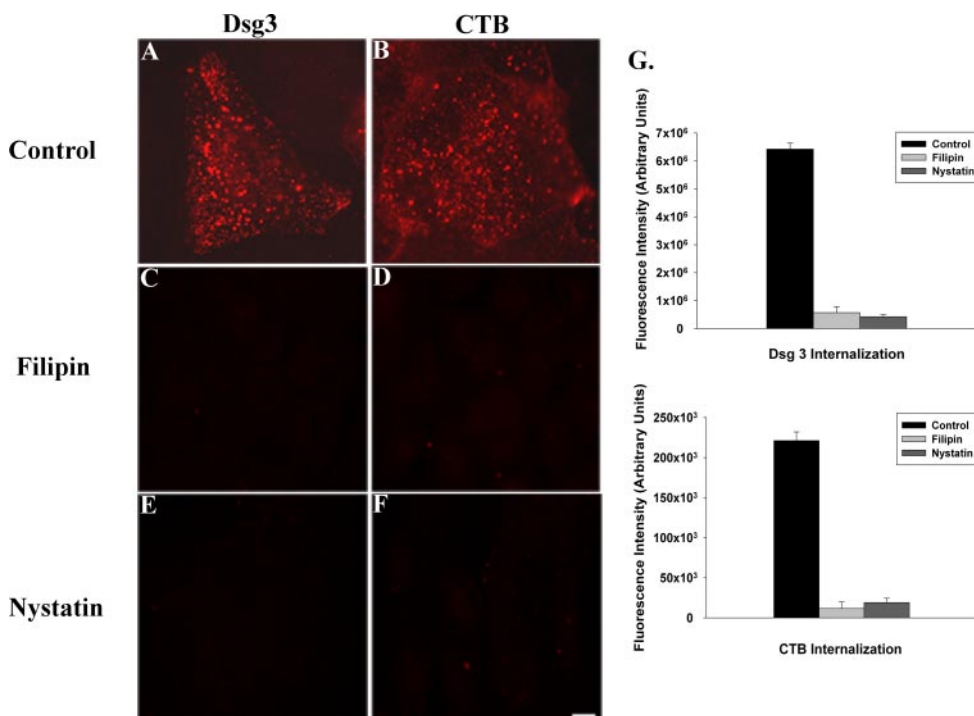 Dsg3 CTB
A B
Control
C D
Filipin
E F
Nystatin
G.
Fluorescence Intensity (Arbitrary Units)
7x10⁶
6x10⁶
5x10⁶
4x10⁶
3x10⁶
2x10⁶
1x10⁶
0
Control
Filipin
Nystatin
Dsg 3 Internalization
Fluorescence Intensity (Arbitrary Units)
250x10³
200x10³
150x10³
100x10³
50x10³
0
Control
Filipin
Nystatin
CTB Internalization